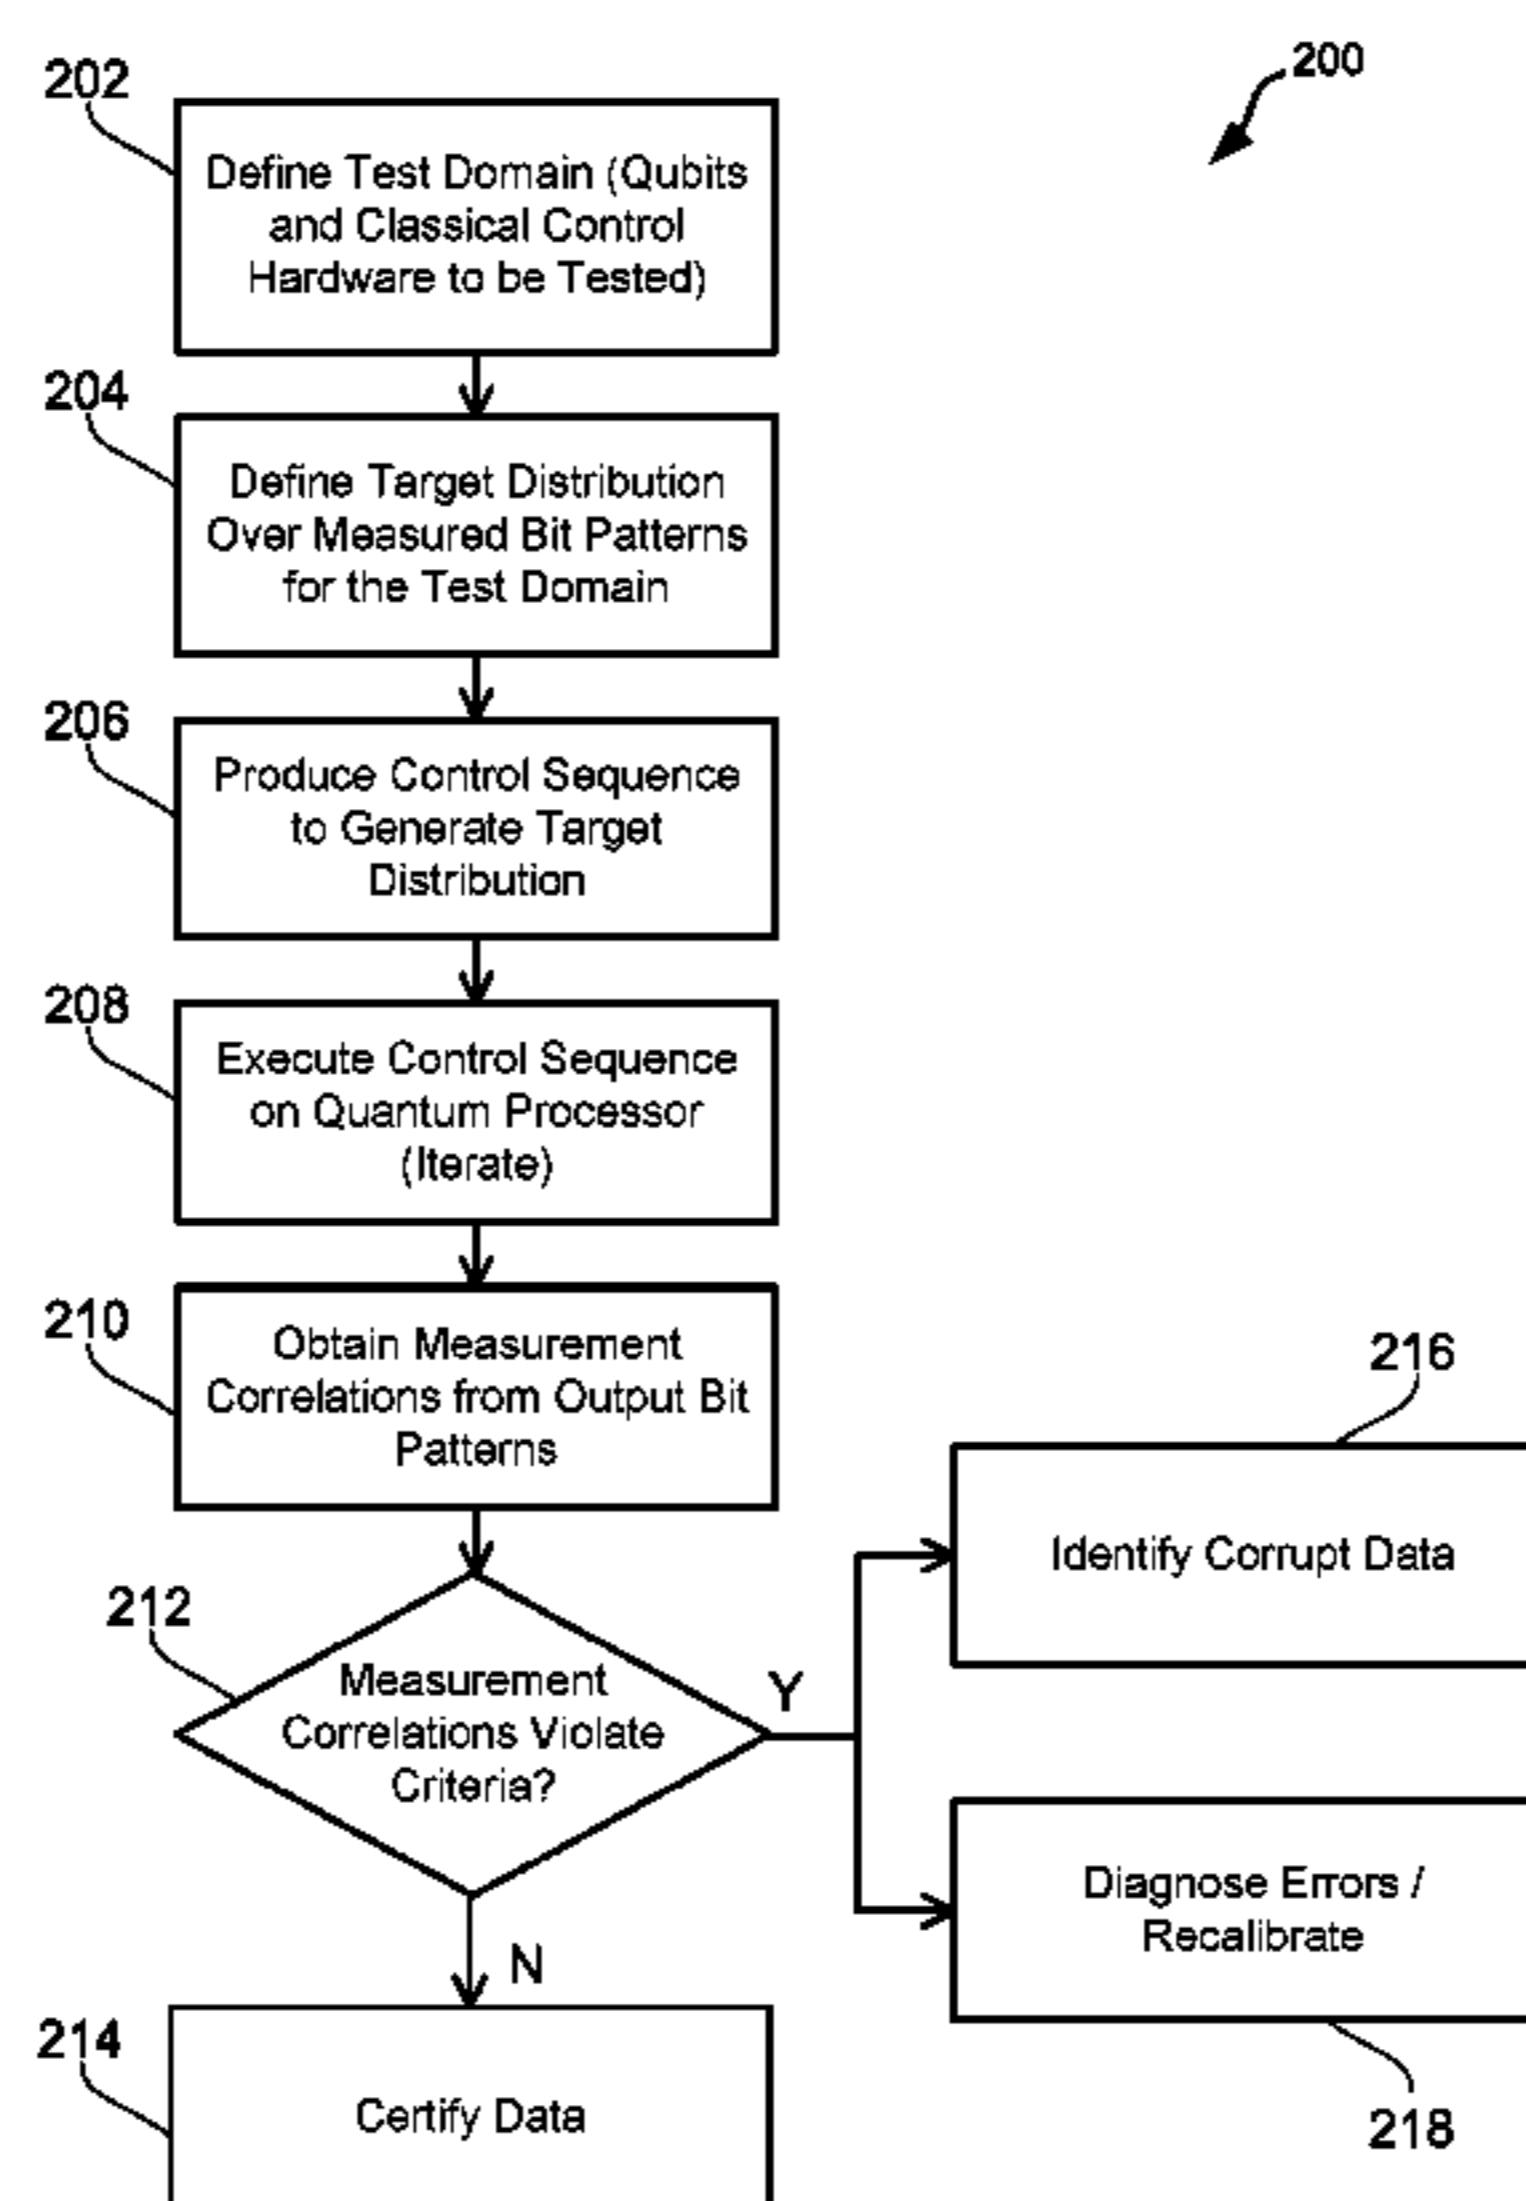 200
202
Define Test Domain (Qubits
and Classical Control
Hardware to be Tested)
204
Define Target Distribution
Over Measured Bit Patterns
for the Test Domain
206
Produce Control Sequence
to Generate Target
Distribution
208
Execute Control Sequence
on Quantum Processor
(Iterate)
210
Obtain Measurement
Correlations from Output Bit
Patterns
212
Measurement
Correlations Violate
Criteria?
Y
N
216
Identify Corrupt Data
Diagnose Errors /
Recalibrate
218
214
Certify Data